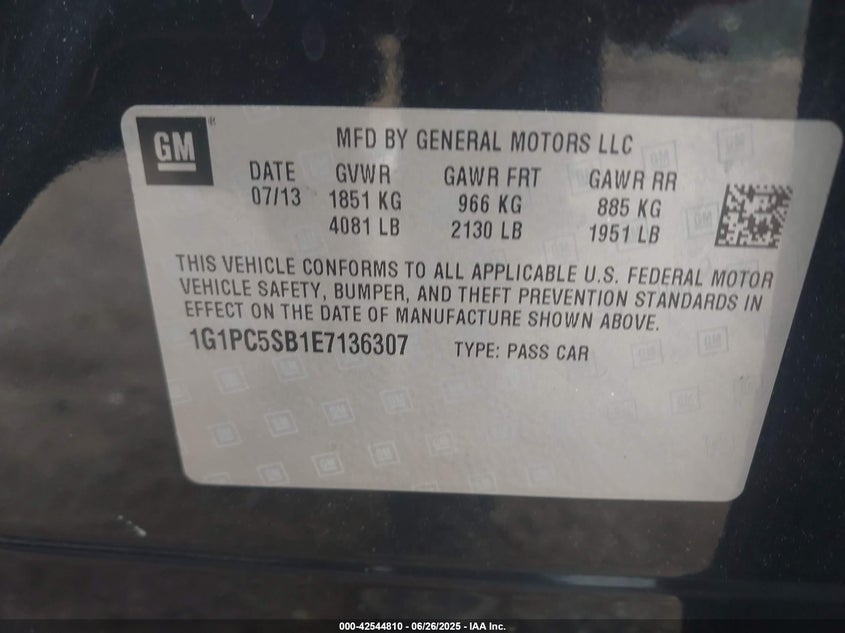 GM ®
MFD BY GENERAL MOTORS LLC
DATE GVWR GAWR FRT GAWR RR
07/13 1851 KG 966 KG 885 KG
4081 LB 2130 LB 1951 LB
THIS VEHICLE CONFORMS TO ALL APPLICABLE U.S. FEDERAL MOTOR
VEHICLE SAFETY, BUMPER, AND THEFT PREVENTION STANDARDS IN
EFFECT ON THE DATE OF MANUFACTURE SHOWN ABOVE.
1G1PC5SB1E7136307 TYPE: PASS CAR
000-42544810 - 06/26/2025 - IAA Inc.